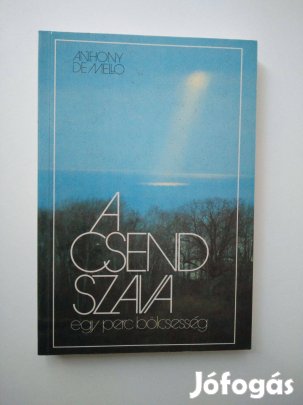 ANTHONY
DE MELLO
A
CSEND
SZAVA
egy perc bölcsesség
Jófogás